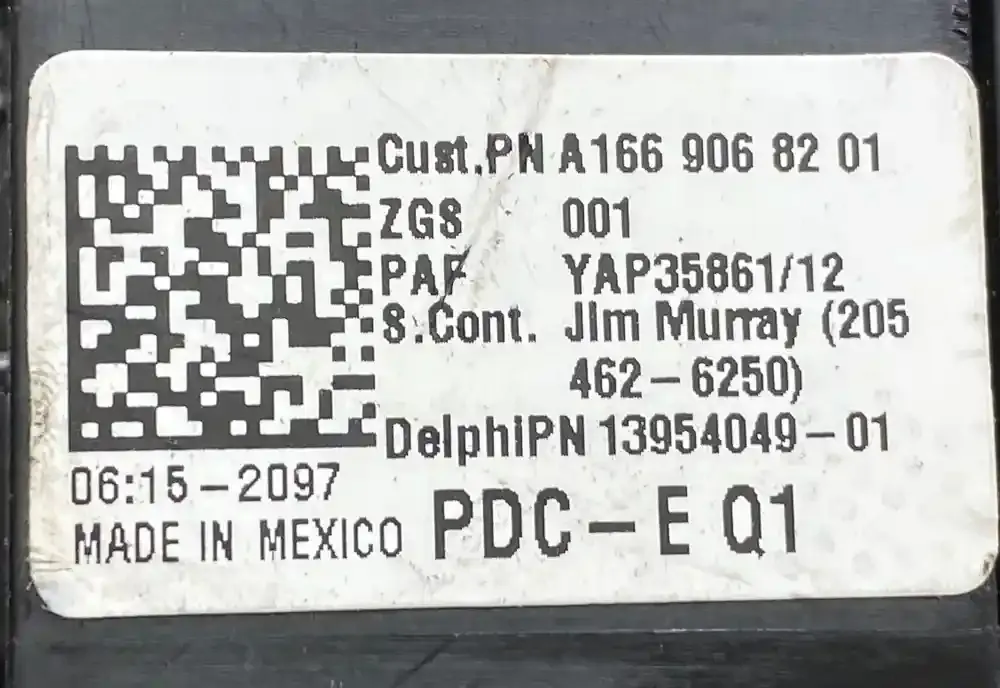 Cust.PN A166 906 82 01
ZGS 001
PAF YAP35861/12
S.Cont. Jim Murray (205
462-6250)
DelphiPN 13954049-01
06:15-2097
MADE IN MEXICO
PDC-E Q1